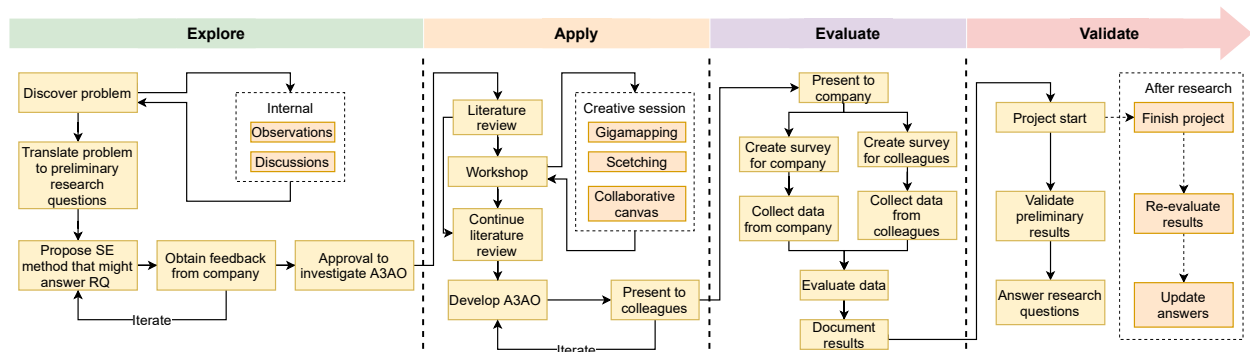 Explore
Apply
Evaluate
Validate
Discover problem
Internal
Observations
Discussions
Translate problem
to preliminary
research
questions
Propose SE
method that might
answer RQ
Obtain feedback
from company
Approval to
investigate A3AO
Iterate
Literature
review
Workshop
Continue
literature
review
Develop A3AO
Creative session
Gigamapping
Scetching
Collaborative
canvas
Present to
colleagues
Iterate
Present to
company
Create survey
for company
Create survey
for colleagues
Collect data
from company
Collect data
from
colleagues
Evaluate data
Document
results
Project start
Validate
preliminary
results
Answer research
questions
After research
Finish project
Re-evaluate
results
Update
answers